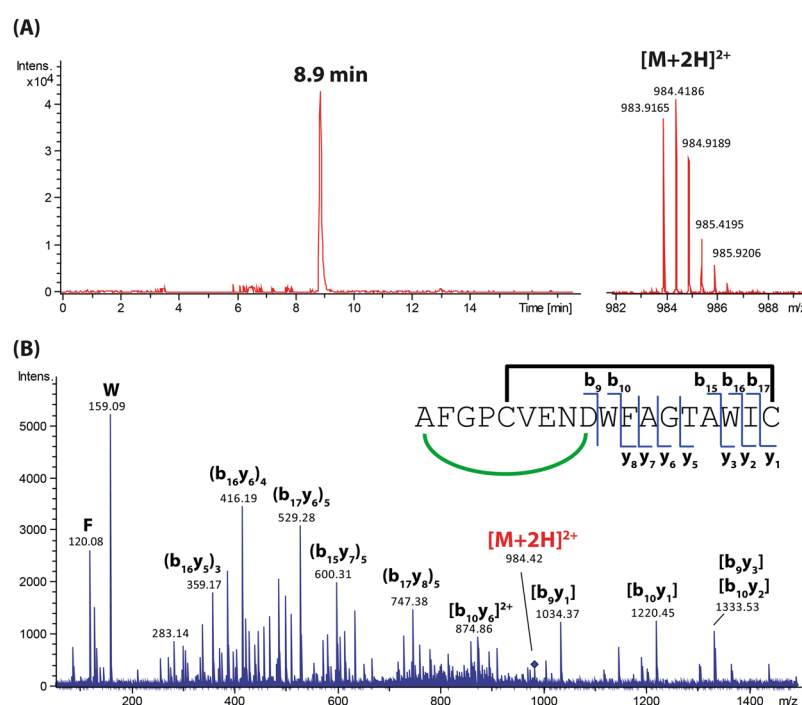 (A)
Intens.
x10⁴
4
3
2
1
0
0 2 4 6 8 10 12 14 Time [min]
8.9 min
[M+2H]²⁺
984.4186
983.9165
984.9189
985.4195
985.9206
982 984 986 988 m/z
(B)
Intens.
5000
4000
3000
2000
1000
0
W
159.09
F
120.08
283.14
(b₁₆y₅)₃
359.17
(b₁₆y₆)₄
416.19
(b₁₇y₆)₅
529.28
(b₁₅y₇)₅
600.31
(b₁₇y₈)₅
747.38
[b₁₀y₆]²⁺
874.86
[M+2H]²⁺
984.42
[b₉y₁]
1034.37
[b₁₀y₁]
1220.45
[b₉y₃]
[b₁₀y₂]
1333.53
b₉ b₁₀ b₁₅ b₁₆ b₁₇
AFGPCVENDWFAGTAWIC
y₈ y₇ y₆ y₅ y₃ y₂ y₁
200 400 600 800 1000 1200 1400 m/z